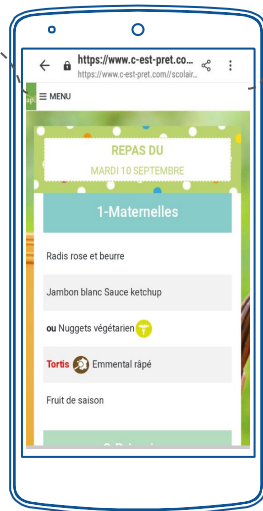 https://www.c-est-pret.co...
https://www.c-est-pret.com//scolair...
≡ MENU
REPAS DU
MARDI 10 SEPTEMBRE
1-Maternelles
Radis rose et beurre
Jambon blanc Sauce ketchup
ou Nuggets végétarien
Tortis Emmental râpé
Fruit de saison